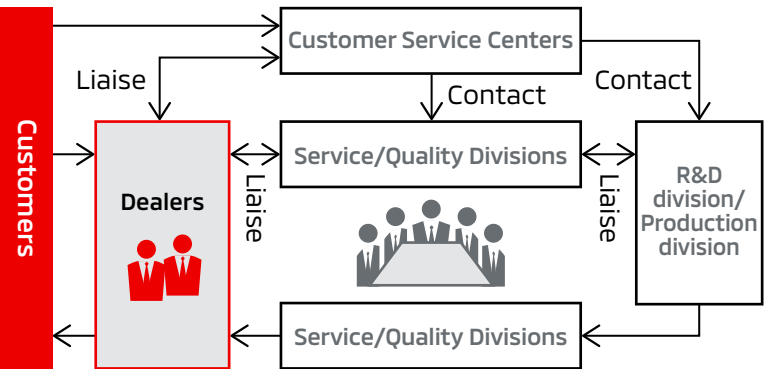 Customer Service Centers
Liaise
Contact
Contact
Customers
Dealers
Liaise
Service/Quality Divisions
Liaise
R&D
division/
Production
division
Service/Quality Divisions